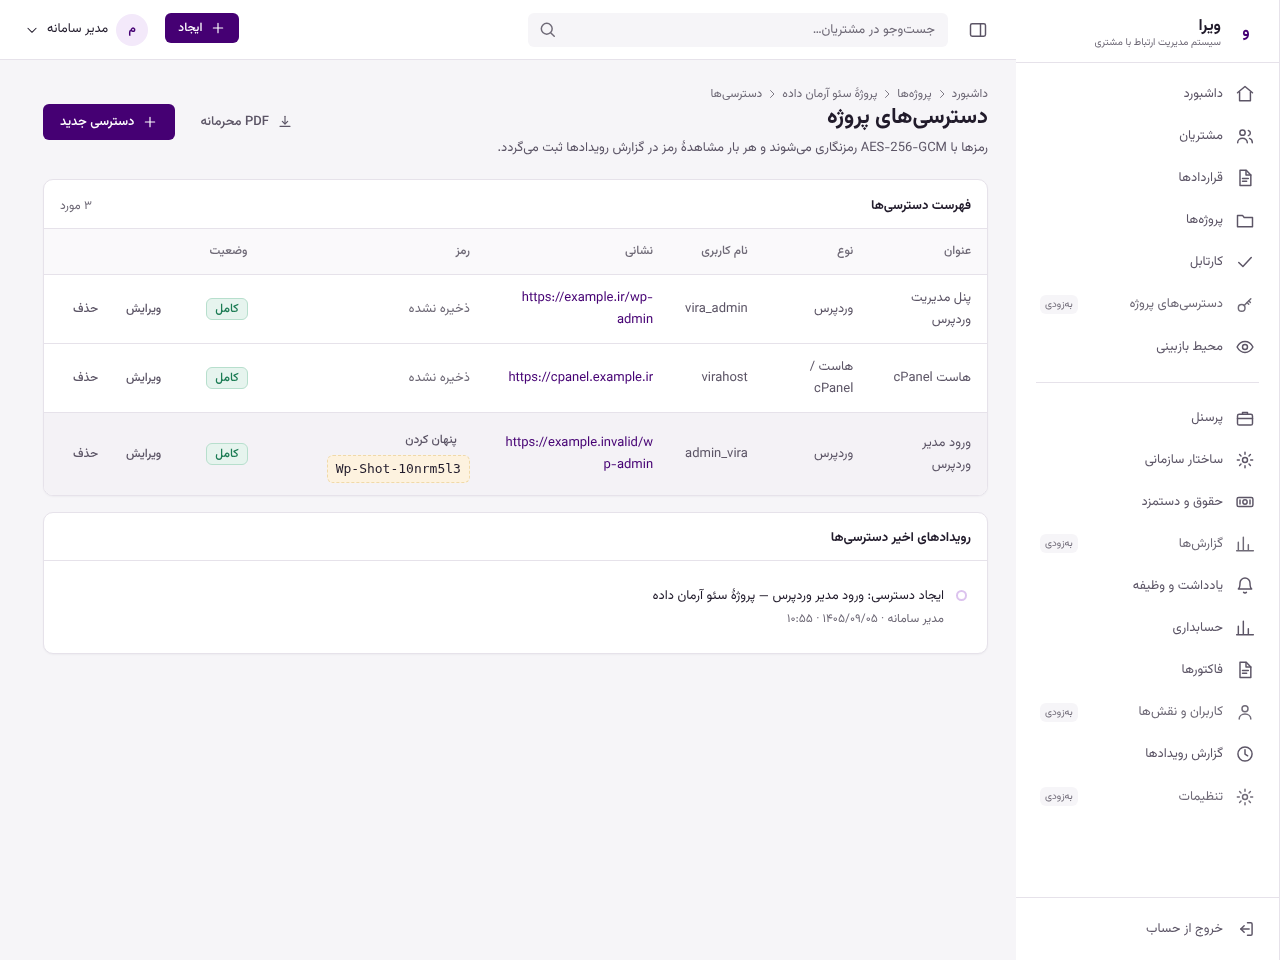 و
ویرا
سیستم مدیریت ارتباط با مشتری
جست‌وجو در مشتریان…
ایجاد
م
مدیر سامانه
داشبورد
مشتریان
قراردادها
پروژه‌ها
کارتابل
دسترسی‌های پروژه
به‌زودی
محیط بازبینی
پرسنل
ساختار سازمانی
حقوق و دستمزد
گزارش‌ها
به‌زودی
یادداشت و وظیفه
حسابداری
فاکتورها
کاربران و نقش‌ها
به‌زودی
گزارش رویدادها
تنظیمات
به‌زودی
خروج از حساب
داشبورد
پروژه‌ها
پروژهٔ سئو آرمان داده
دسترسی‌ها
دسترسی‌های پروژه
رمزها با AES-256-GCM رمزنگاری می‌شوند و هر بار مشاهدهٔ رمز در گزارش رویدادها ثبت می‌گردد.
PDF محرمانه
دسترسی جدید
فهرست دسترسی‌ها
۳ مورد
عنوان نوع نام کاربری نشانی رمز وضعیت
پنل مدیریت
وردپرس
وردپرس
vira_admin
https://example.ir/wp-
admin
ذخیره نشده
کامل
ویرایش
حذف
هاست cPanel
هاست /
cPanel
virahost
https://cpanel.example.ir
ذخیره نشده
کامل
ویرایش
حذف
ورود مدیر
وردپرس
وردپرس
admin_vira
https://example.invalid/w
p-admin
پنهان کردن
Wp-Shot-10nrm5l3
کامل
ویرایش
حذف
رویدادهای اخیر دسترسی‌ها
ایجاد دسترسی: ورود مدیر وردپرس — پروژهٔ سئو آرمان داده
مدیر سامانه · ۱۴۰۵/۰۹/۰۵ · ۱۰:۵۵